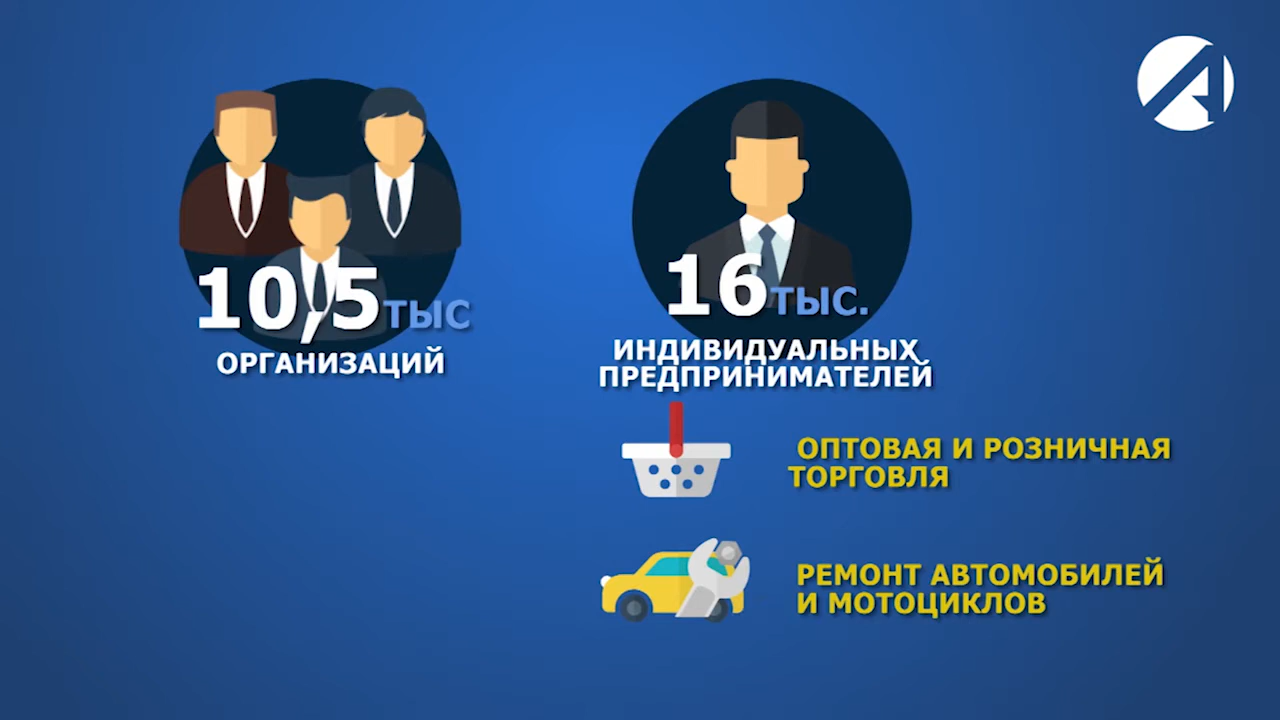 10,5 ТЫС
ОРГАНИЗАЦИЙ
16 ТЫС.
ИНДИВИДУАЛЬНЫХ
ПРЕДПРИНИМАТЕЛЕЙ
ОПТОВАЯ И РОЗНИЧНАЯ
ТОРГОВЛЯ
РЕМОНТ АВТОМОБИЛЕЙ
И МОТОЦИКЛОВ